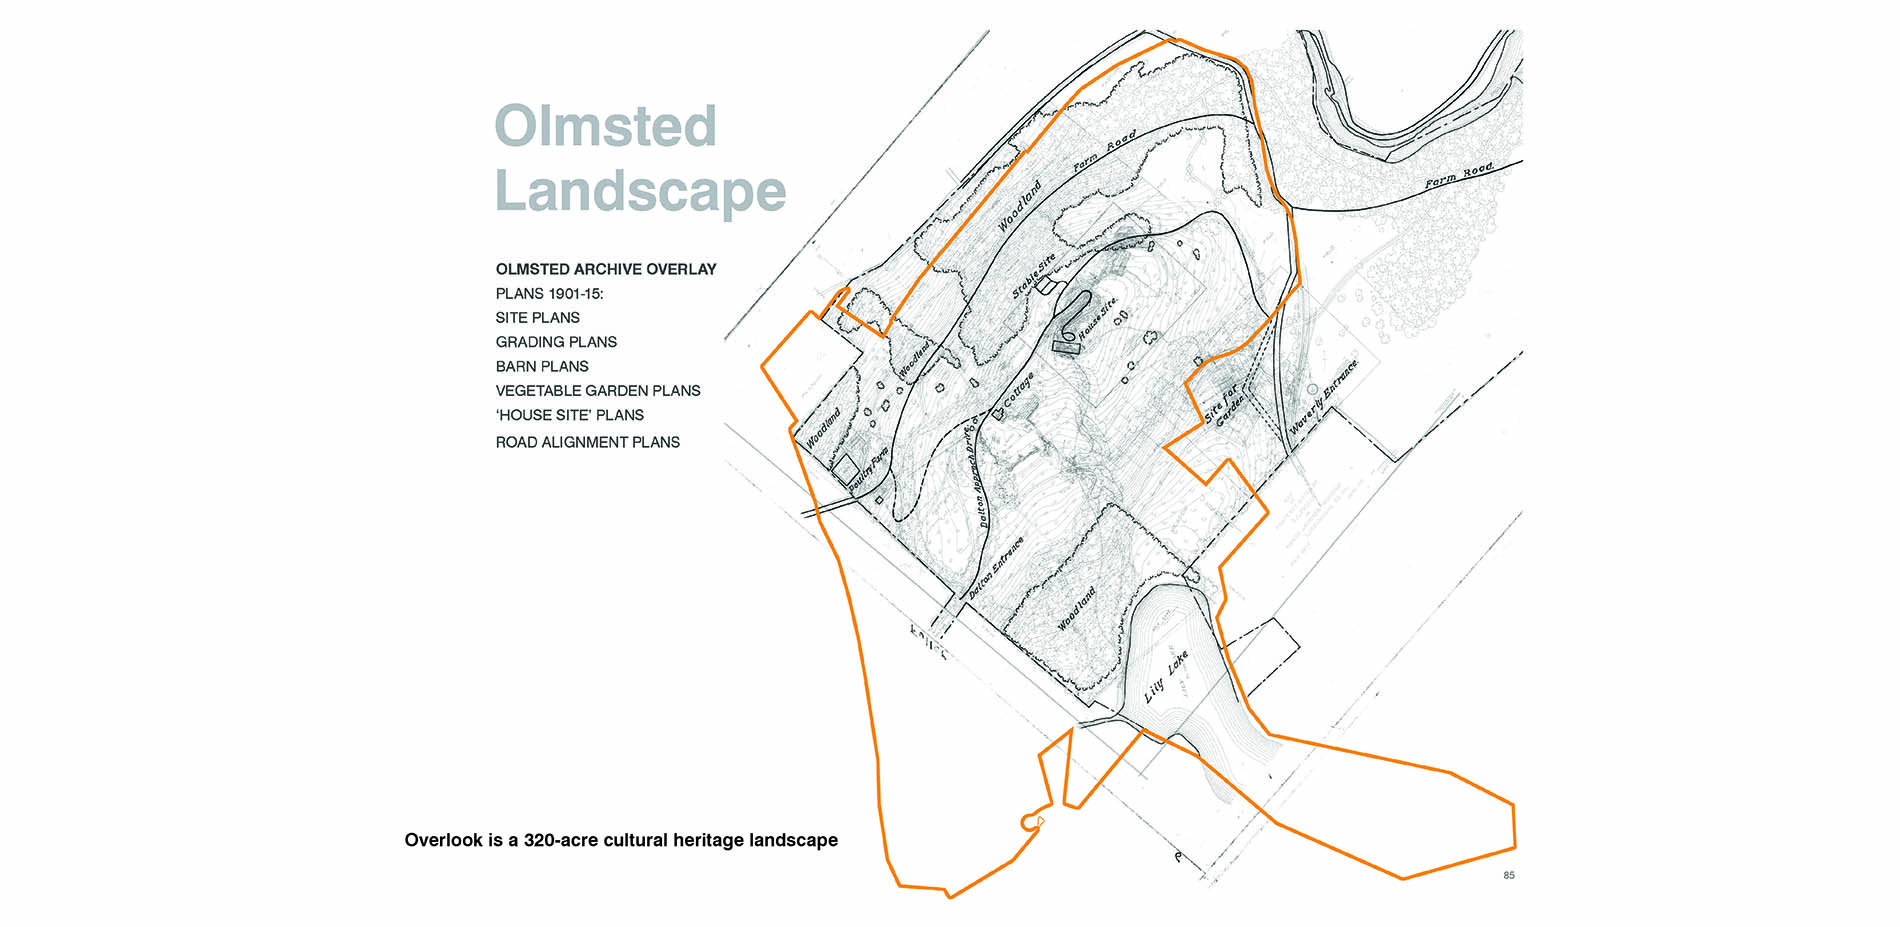 Olmsted
Landscape
OLMSTED ARCHIVE OVERLAY
PLANS 1901-15:
SITE PLANS
GRADING PLANS
BARN PLANS
VEGETABLE GARDEN PLANS
‘HOUSE SITE’ PLANS
ROAD ALIGNMENT PLANS
Overlook is a 320-acre cultural heritage landscape
Farm Road
Farm Road
Woodland
Stable Site
House Site.
Woodland
Cottage
Site for
Garden
Waverly Entrance.
Woodland
Poultry Farm
Dalton Approach Drive
Dalton Entrance
Woodland
Lily Lake
85